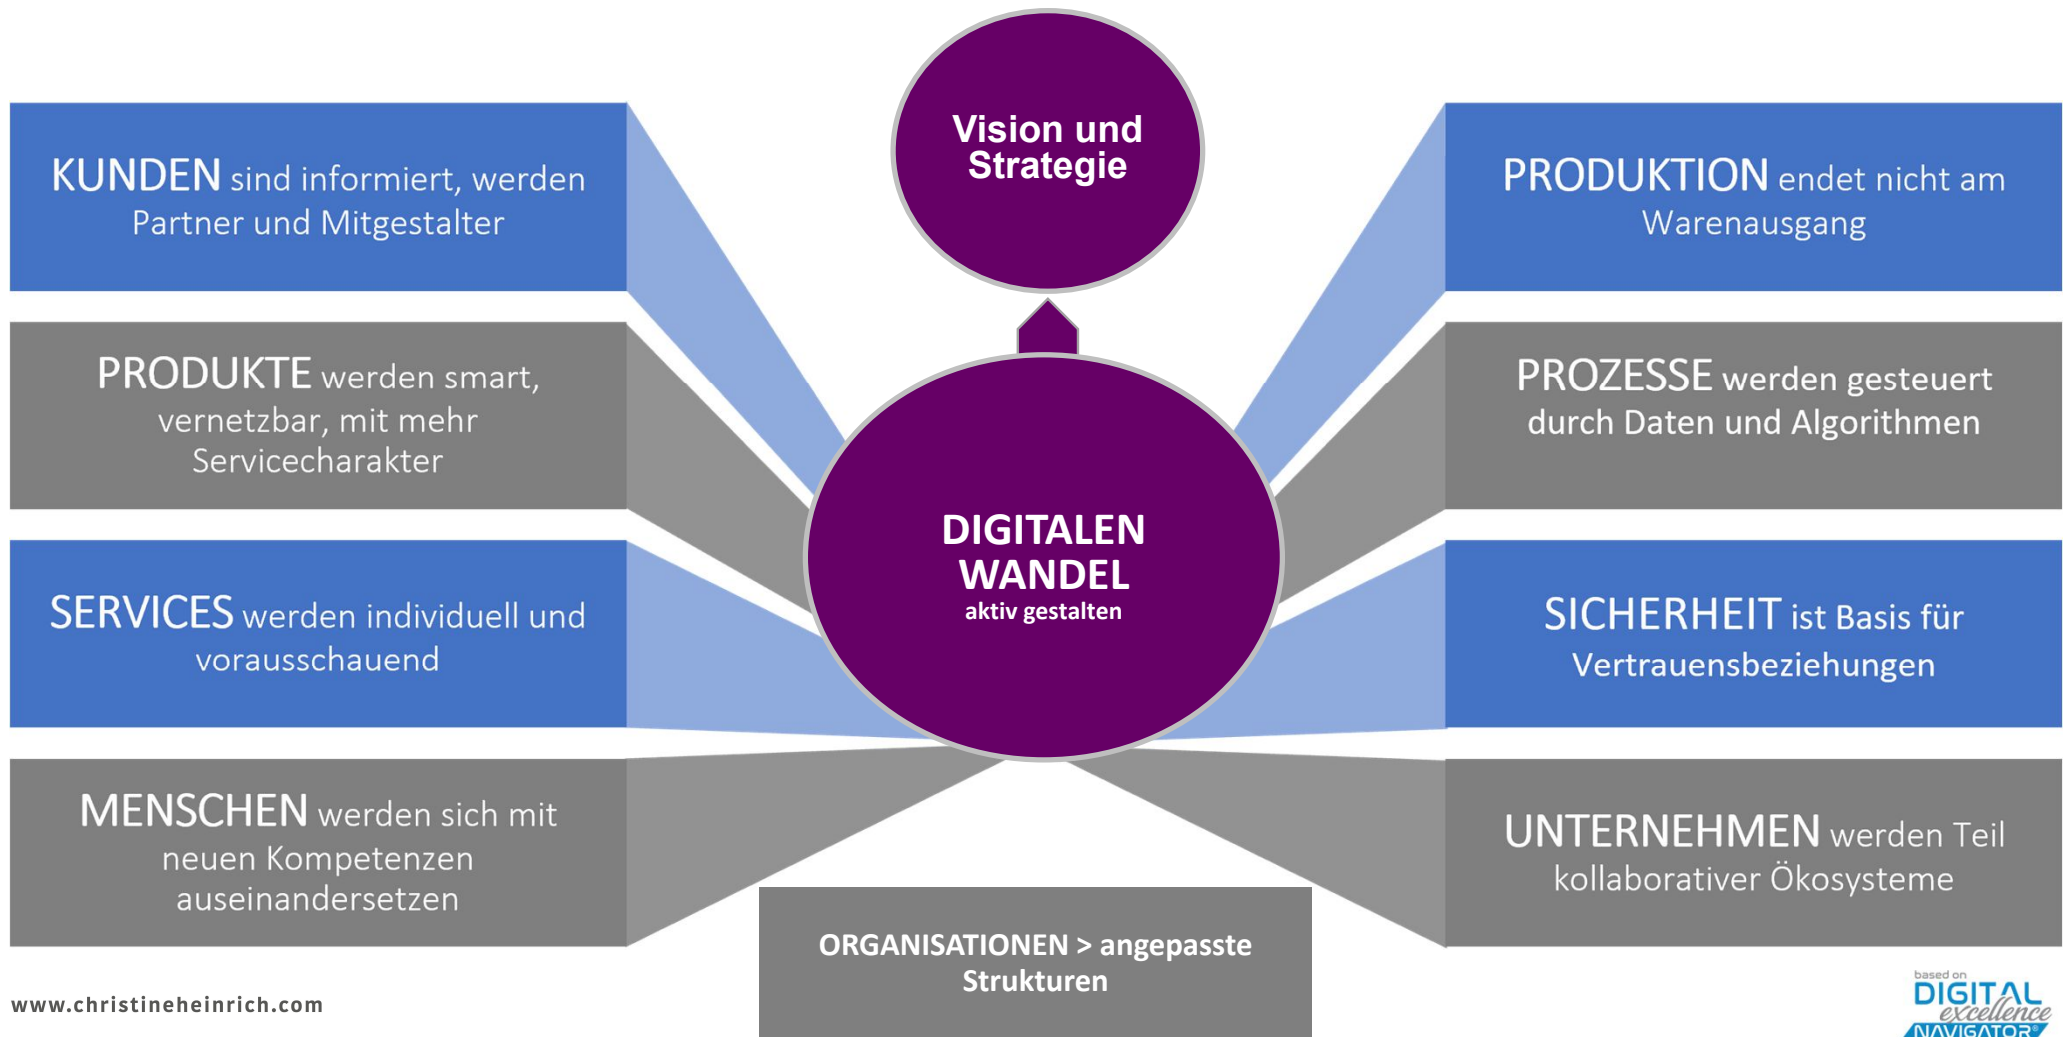 Vision und
Strategie
KUNDEN sind informiert, werden
Partner und Mitgestalter
PRODUKTE werden smart,
vernetzbar, mit mehr
Servicecharakter
SERVICES werden individuell und
vorausschauend
MENSCHEN werden sich mit
neuen Kompetenzen
auseinandersetzen
DIGITALEN
WANDEL
aktiv gestalten
PRODUKTION endet nicht am
Warenausgang
PROZESSE werden gesteuert
durch Daten und Algorithmen
SICHERHEIT ist Basis für
Vertrauensbeziehungen
UNTERNEHMEN werden Teil
kollaborativer Ökosysteme
ORGANISATIONEN > angepasste
Strukturen
www.christineheinrich.com
based on
DIGITAL
excellence
NAVIGATOR®